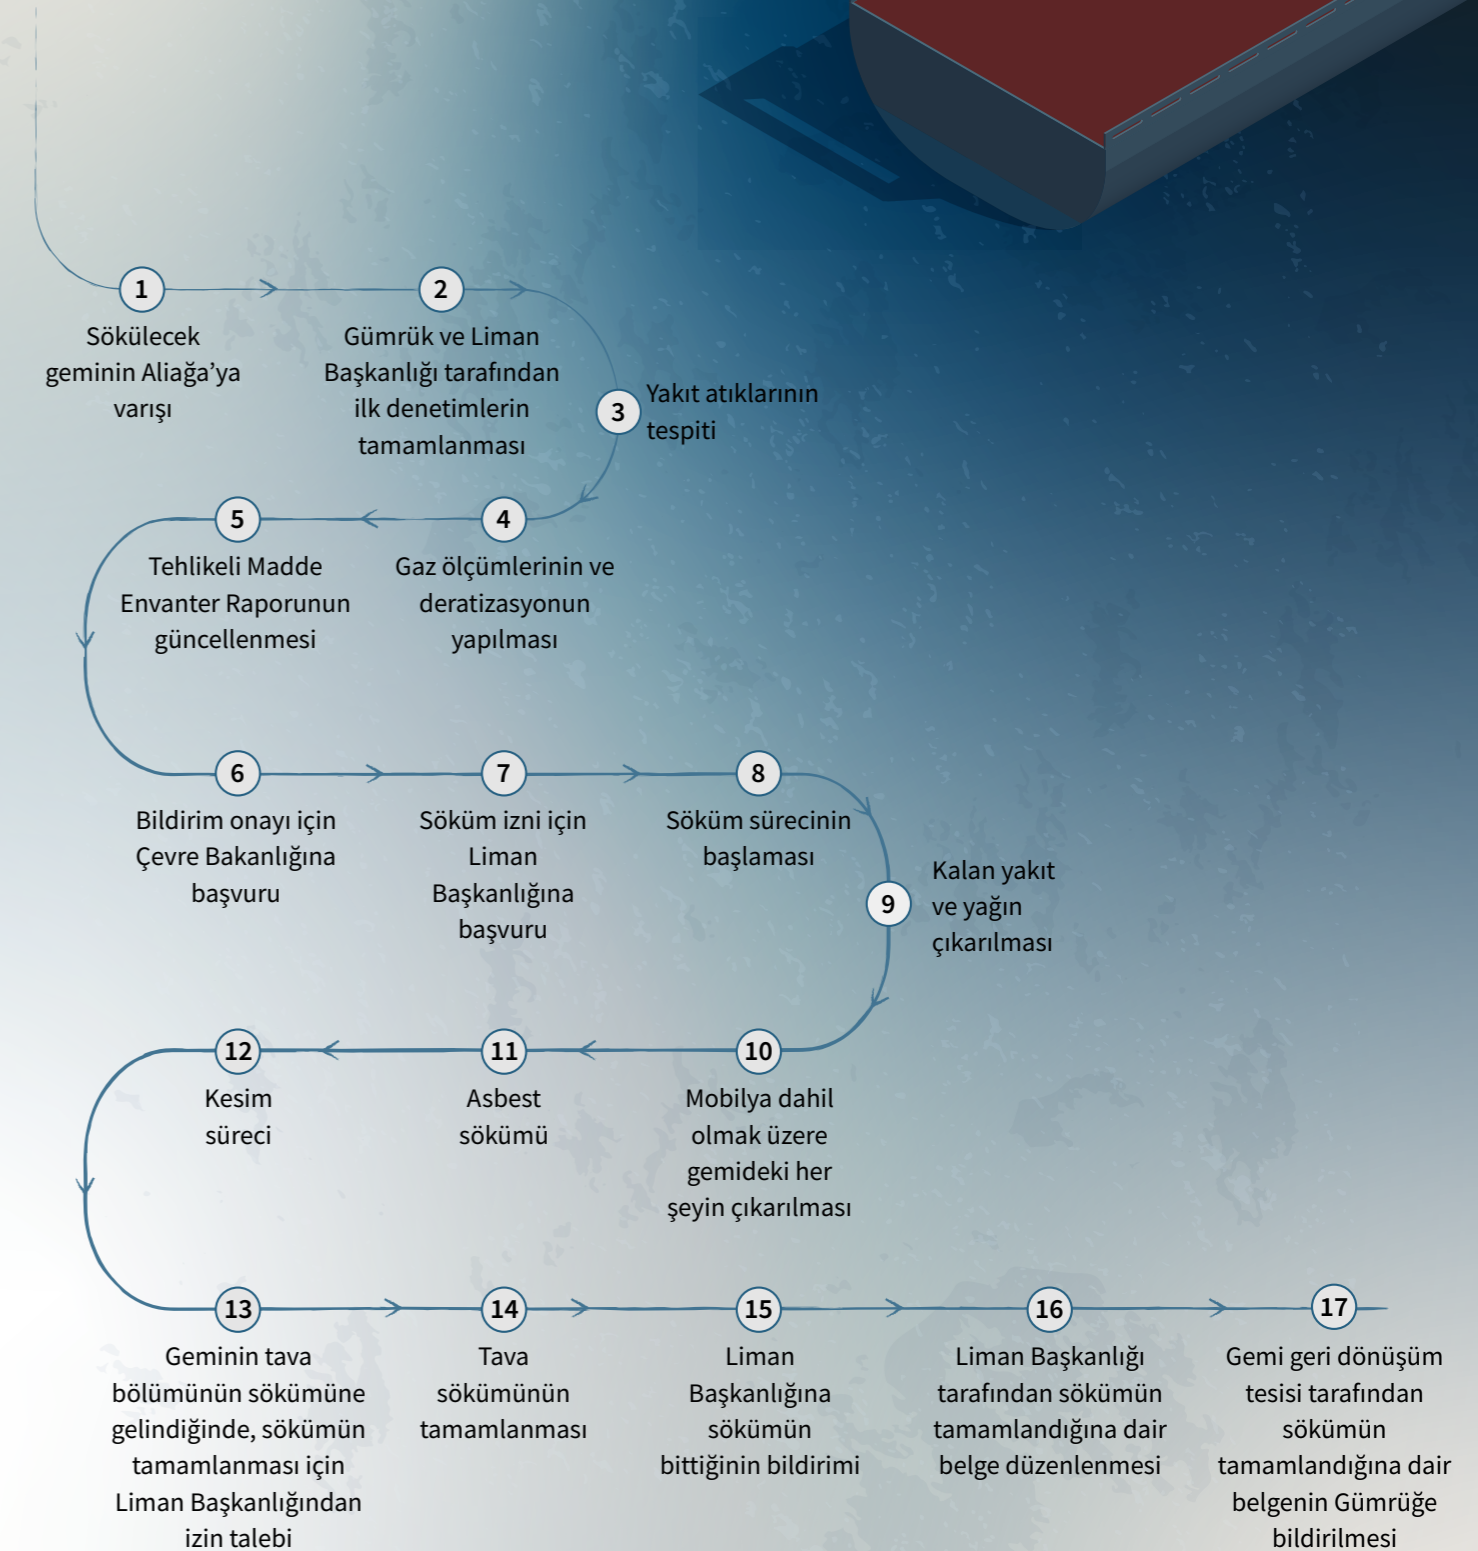 1
Sökülecek
geminin Aliağa’ya
varışı
2
Gümrük ve Liman
Başkanlığı tarafından
ilk denetimlerin
tamamlanması
3
Yakıt atıklarının
tespiti
4
Gaz ölçümlerinin ve
deratizasyonun
yapılması
5
Tehlikeli Madde
Envanter Raporunun
güncellenmesi
6
Bildirim onayı için
Çevre Bakanlığına
başvuru
7
Söküm izni için
Liman
Başkanlığına
başvuru
8
Söküm sürecinin
başlaması
9
Kalan yakıt
ve yağın
çıkarılması
10
Mobilya dahil
olmak üzere
gemideki her
şeyin çıkarılması
11
Asbest
sökümü
12
Kesim
süreci
13
Geminin tava
bölümünün sökümüne
gelindiğinde, sökümün
tamamlanması için
Liman Başkanlığından
izin talebi
14
Tava
sökümünün
tamamlanması
15
Liman
Başkanlığına
sökümün
bittiğinin bildirimi
16
Liman Başkanlığı
tarafından sökümün
tamamlandığına dair
belge düzenlenmesi
17
Gemi geri dönüşüm
tesisi tarafından
sökümün
tamamlandığına dair
belgenin Gümrüğe
bildirilmesi